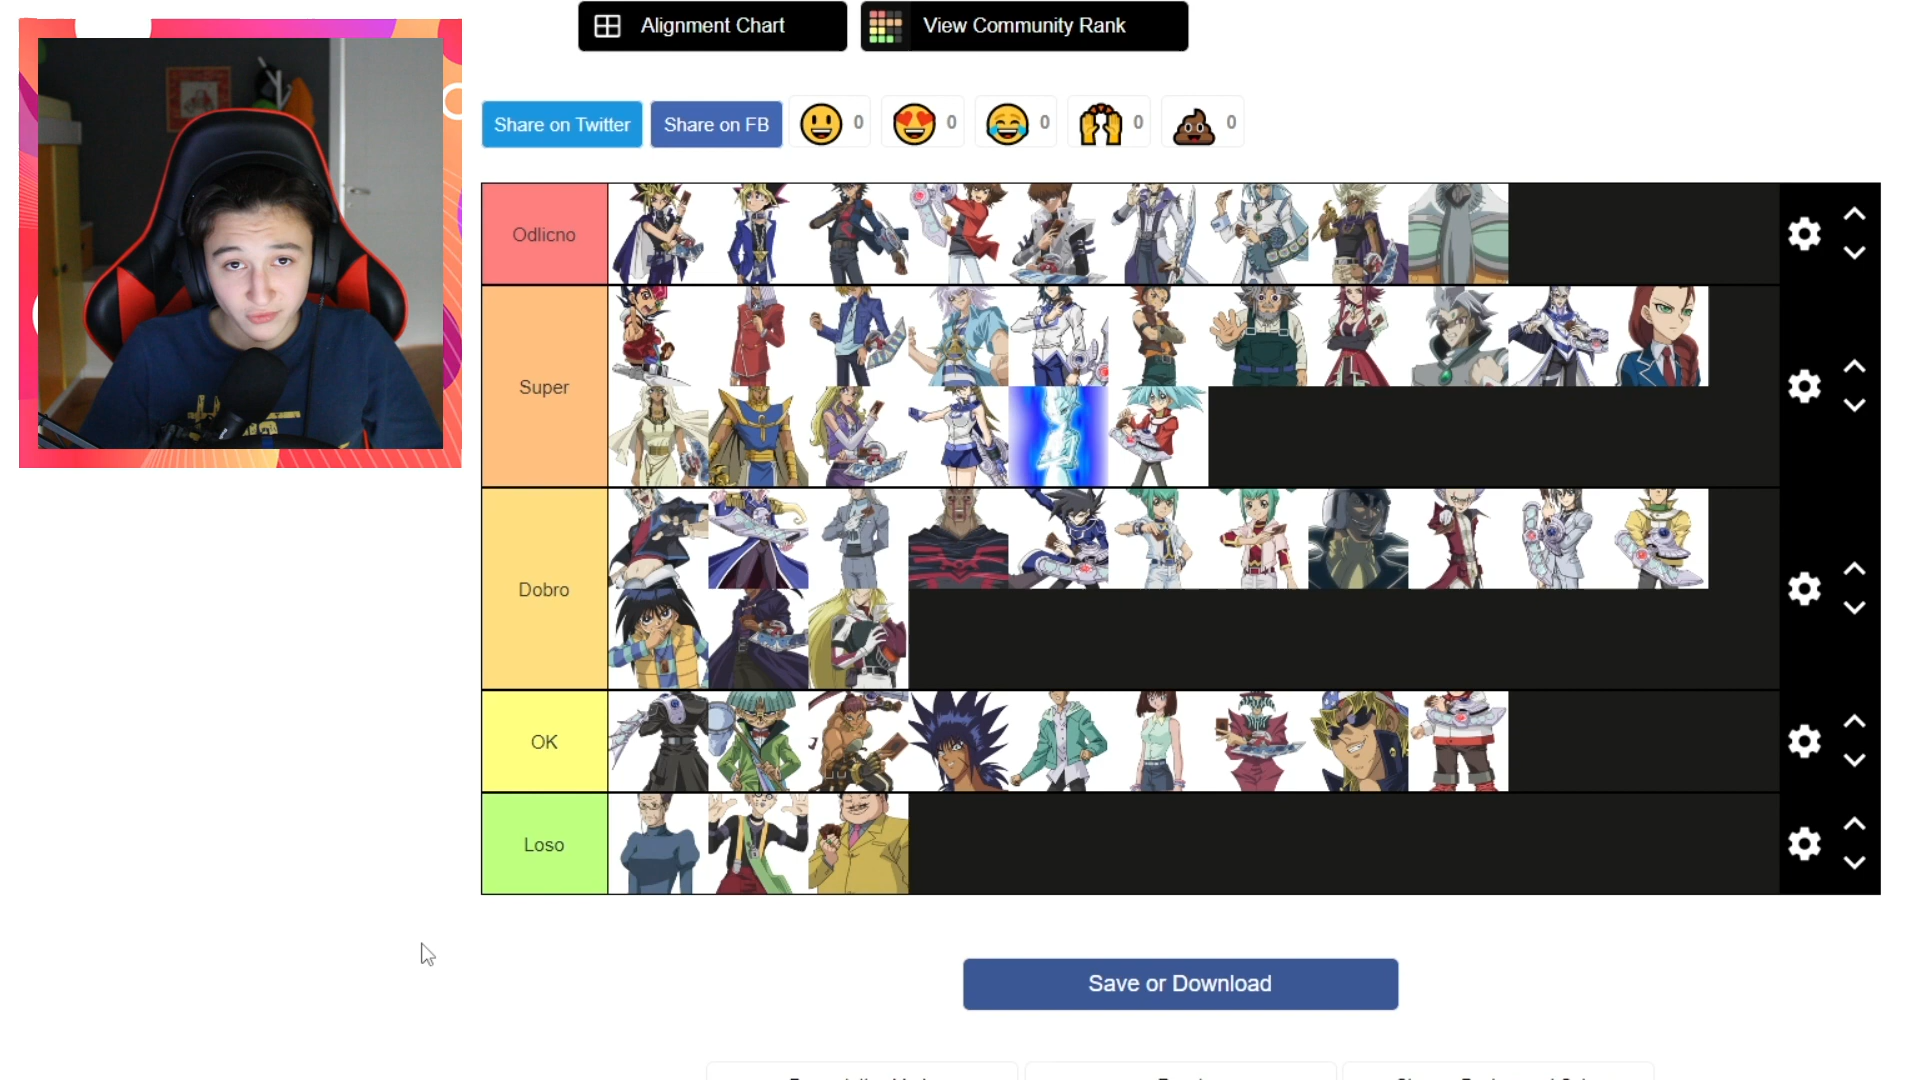 Alignment Chart
View Community Rank
Share on Twitter
Share on FB
0
0
0
0
0
Odlicno
Super
Dobro
OK
Loso
Save or Download